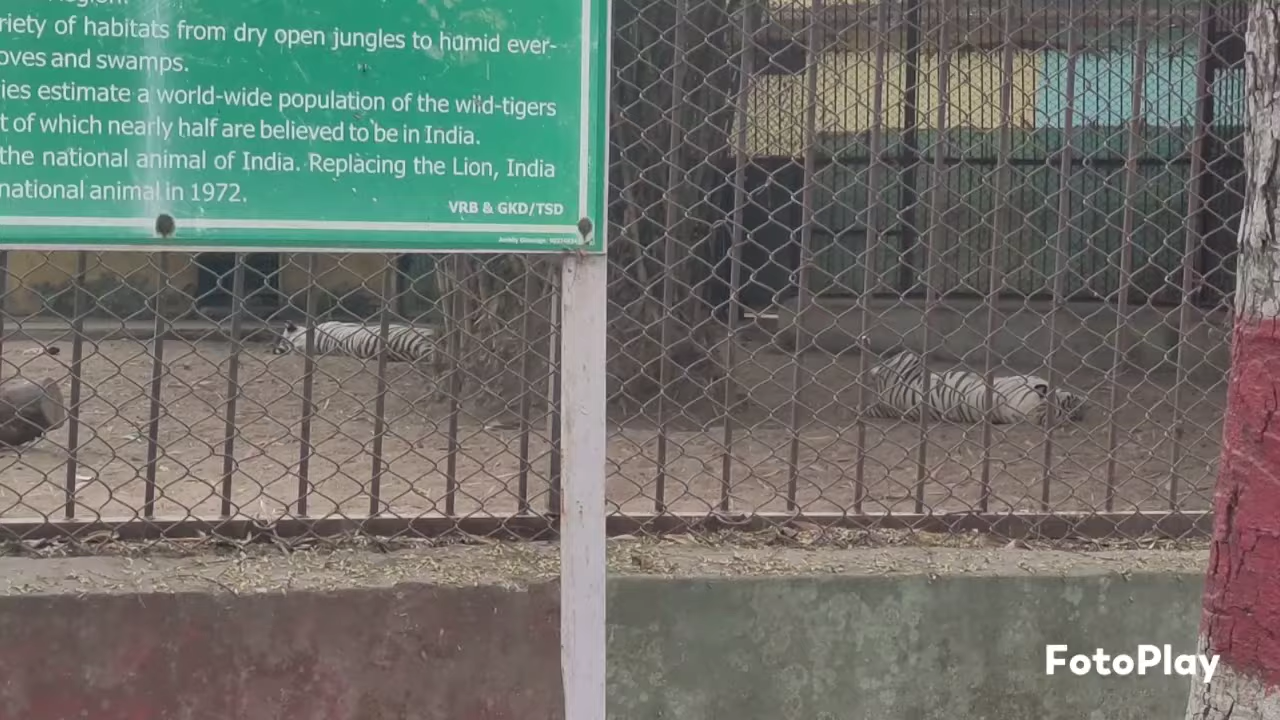 Region.
riety of habitats from dry open jungles to humid ever-
oves and swamps.
ies estimate a world-wide population of the wild-tigers
t of which nearly half are believed to be in India.
the national animal of India. Replacing the Lion, India
national animal in 1972.
VRB & GKD/TSD
FotoPlay